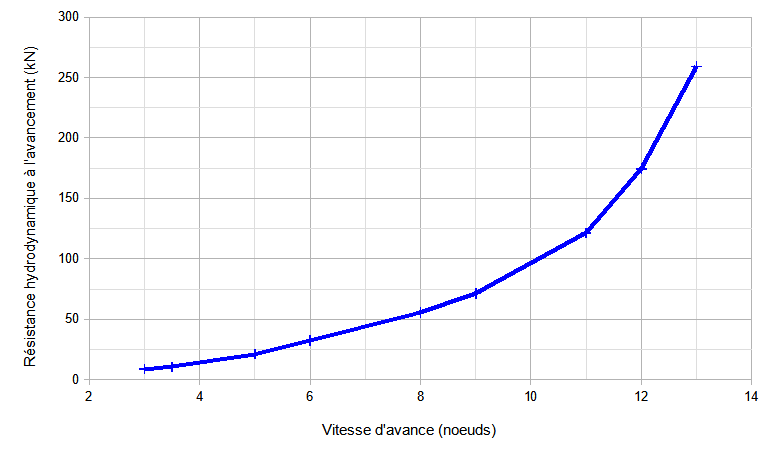 300
250
200
150
100
50
0
Résistance hydrodynamique à l'avancement (kN)
2 4 6 8 10 12 14
Vitesse d'avance (noeuds)